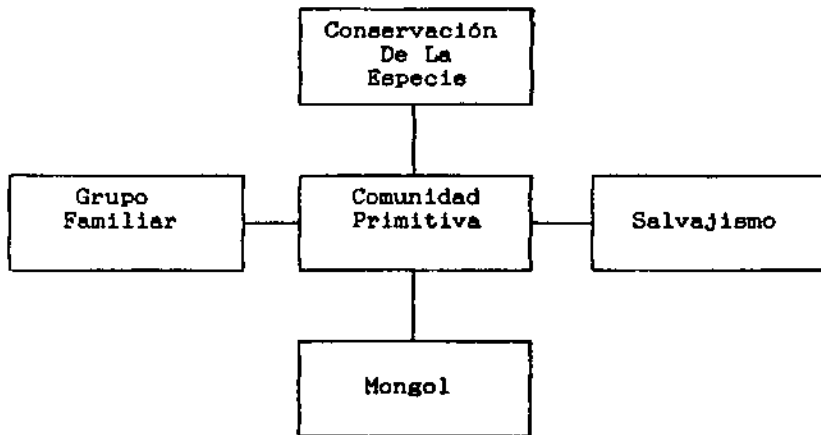 Conservación
De La
Especie
Grupo
Familiar
Comunidad
Primitiva
Salvajismo
Mongol